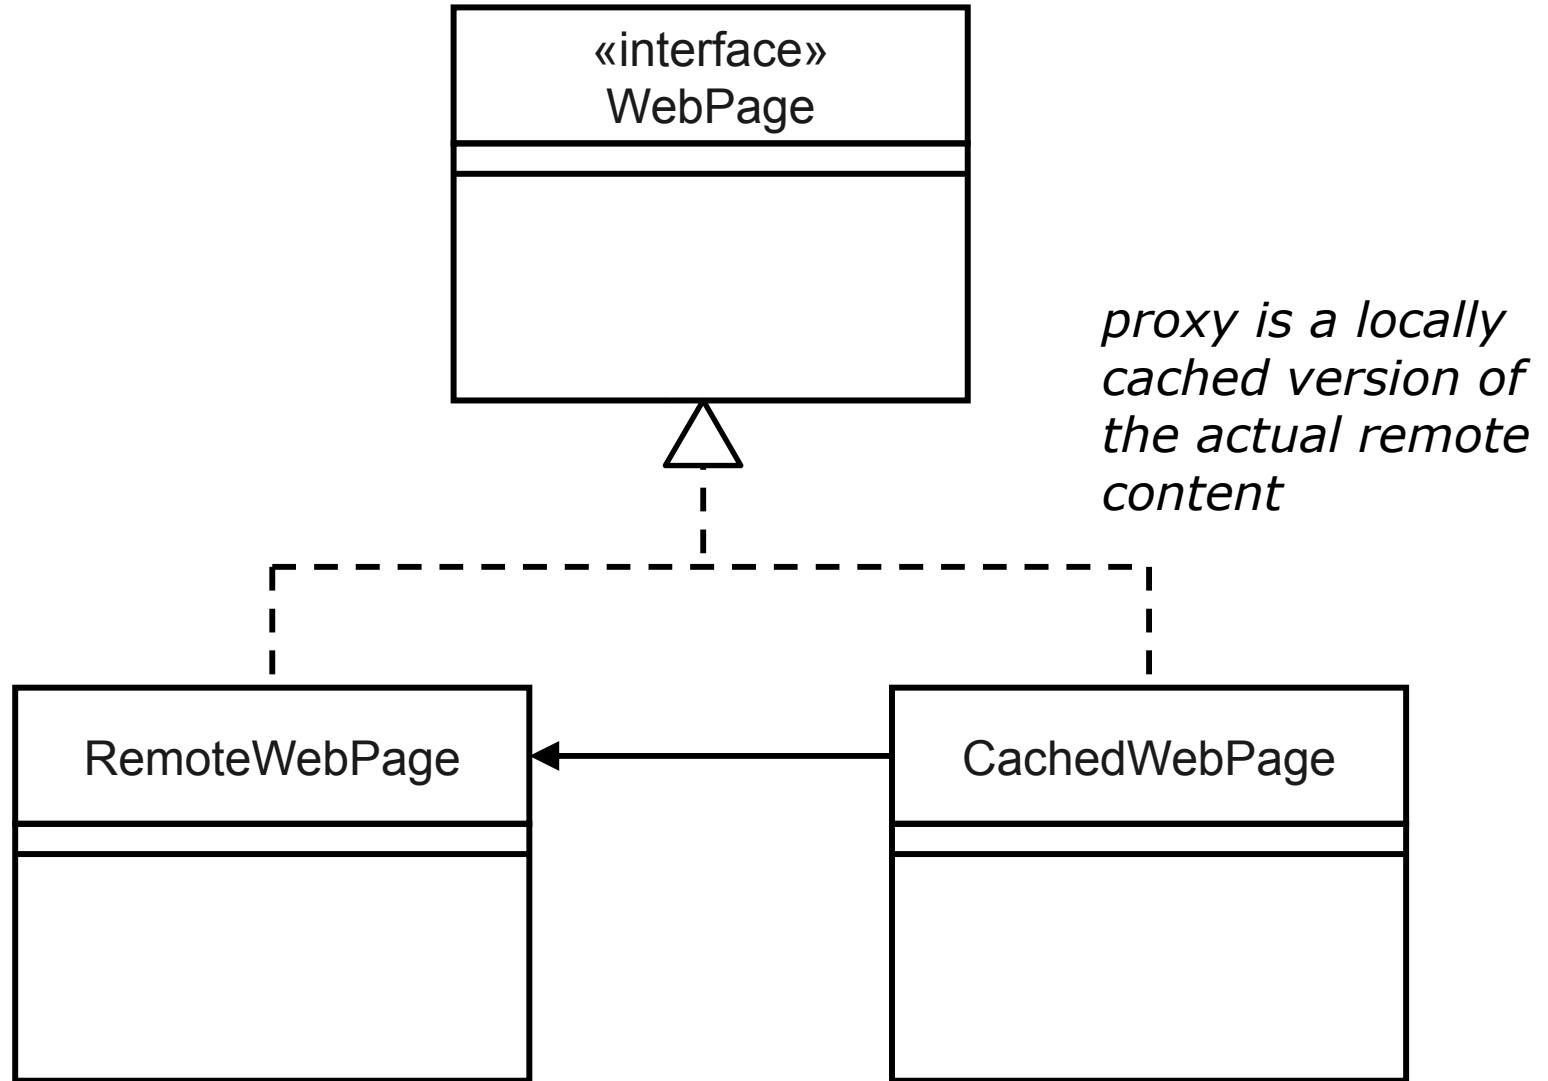 «interface»
WebPage
proxy is a locally
cached version of
the actual remote
content
RemoteWebPage
CachedWebPage